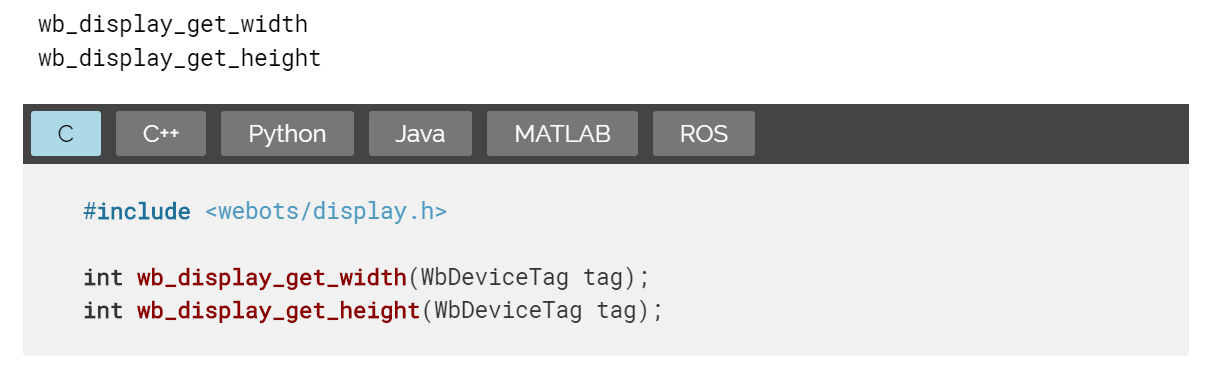 wb_display_get_width
wb_display_get_height
C C++ Python Java MATLAB ROS
#include <webots/display.h>
int wb_display_get_width(WbDeviceTag tag);
int wb_display_get_height(WbDeviceTag tag);